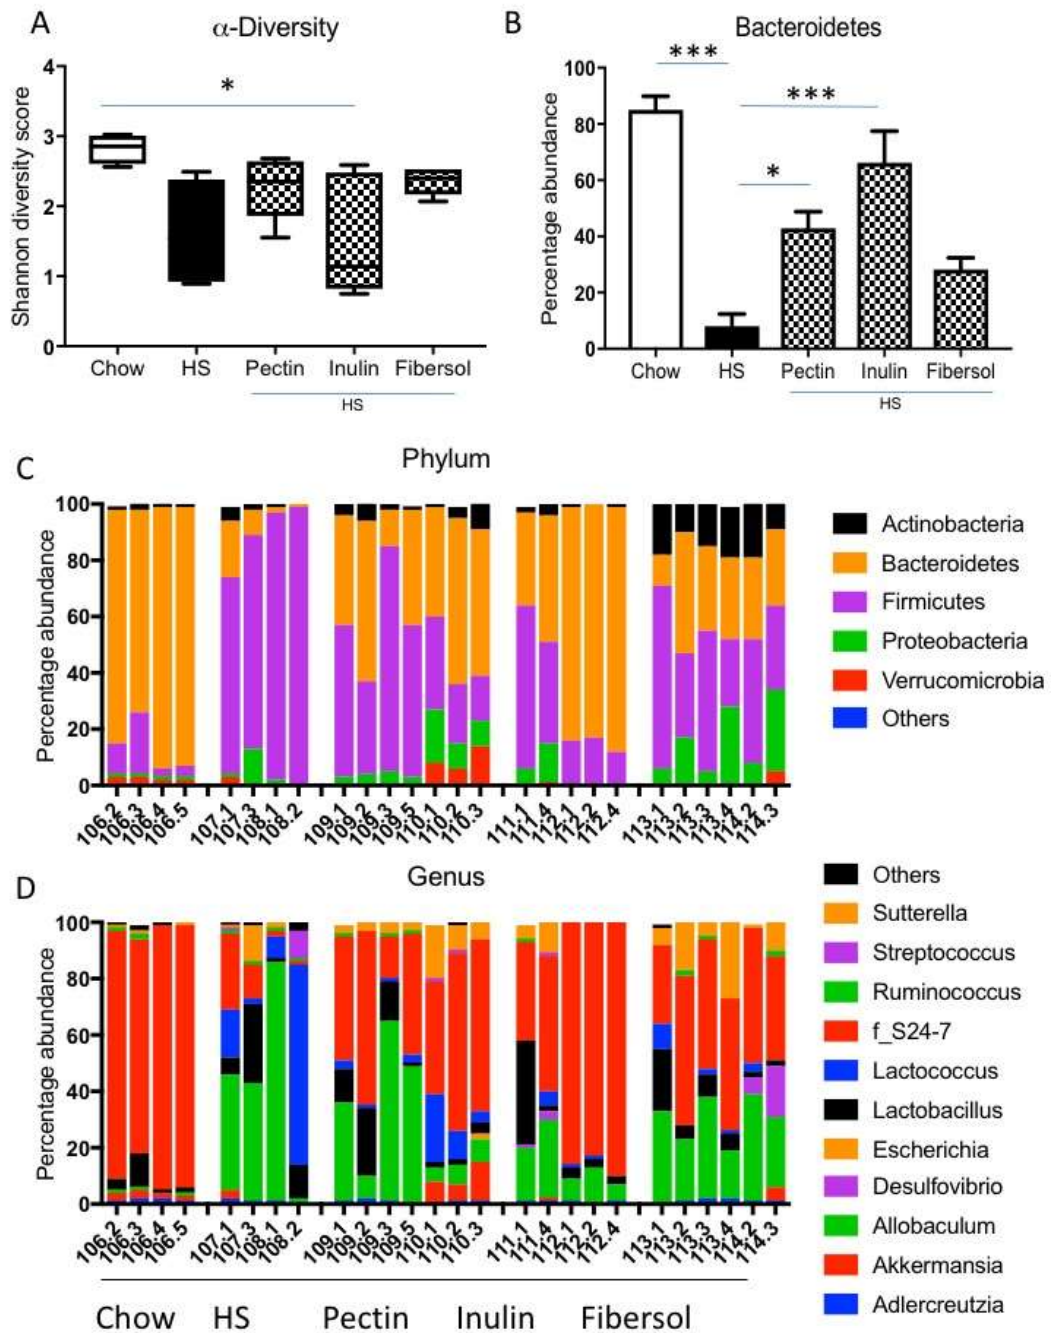 A
α-Diversity
*
Shannon diversity score
4
3
2
1
0
Chow HS Pectin Inulin Fibersol
HS
B
Bacteroidetes
***
***
*
Percentage abundance
100
80
60
40
20
0
Chow HS Pectin Inulin Fibersol
HS
C
Phylum
Percentage abundance
100
80
60
40
20
0
106.2 106.3 106.4 106.5 107.1 107.3 108.1 108.2 109.1 109.2 109.3 109.5 110.1 110.2 110.3 111.1 111.4 112.1 112.2 112.4 113.1 113.2 113.3 113.4 114.2 114.3
Actinobacteria
Bacteroidetes
Firmicutes
Proteobacteria
Verrucomicrobia
Others
D
Genus
Percentage abundance
100
80
60
40
20
0
106.2 106.3 106.4 106.5 107.1 107.3 108.1 108.2 109.1 109.2 109.3 109.5 110.1 110.2 110.3 111.1 111.4 112.1 112.2 112.4 113.1 113.2 113.3 113.4 114.2 114.3
Chow HS Pectin Inulin Fibersol
Others
Sutterella
Streptococcus
Ruminococcus
f_S24-7
Lactococcus
Lactobacillus
Escherichia
Desulfovibrio
Allobaculum
Akkermansia
Adlercreutzia